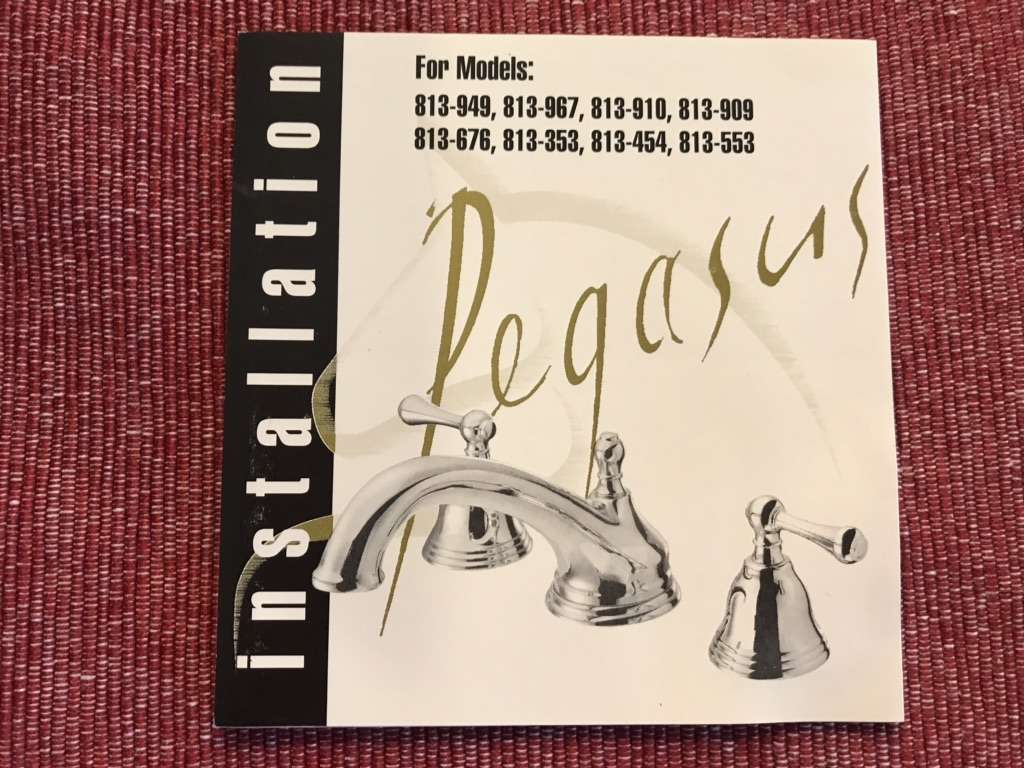 installation
For Models:
813-949, 813-967, 813-910, 813-909
813-676, 813-353, 813-454, 813-553
Pegasus